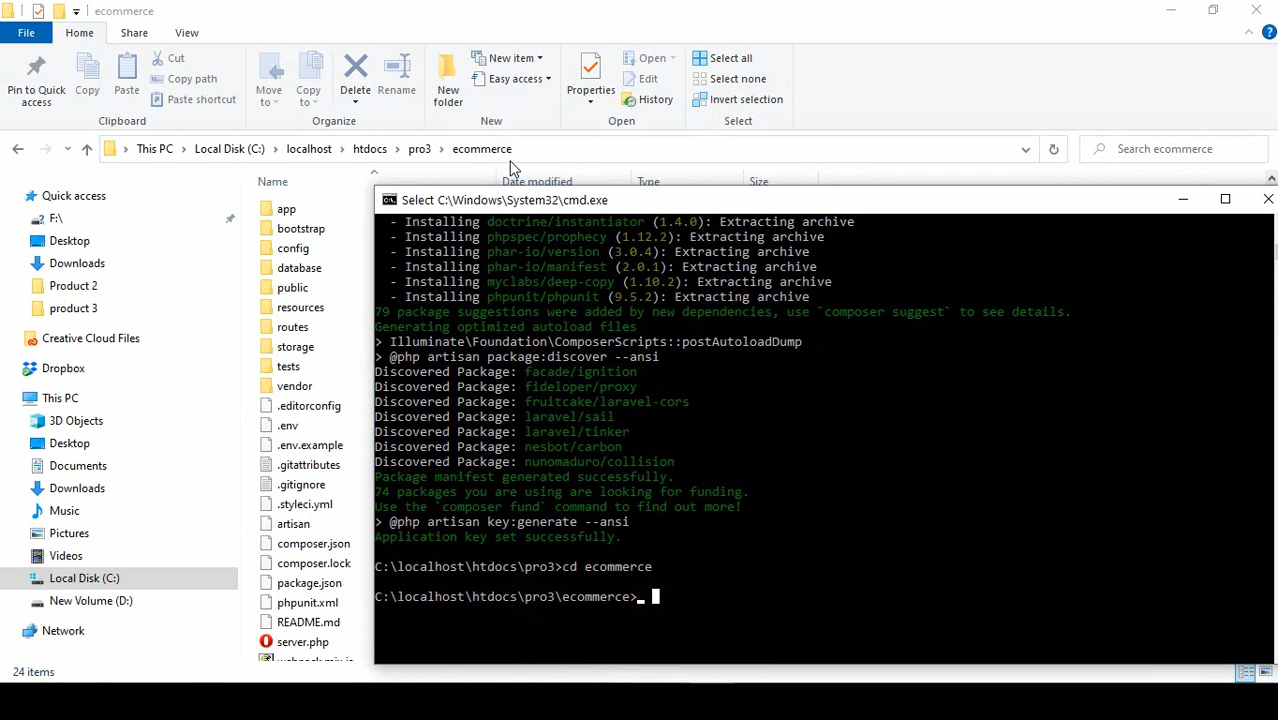 ecommerce
File
Home
Share
View
Pin to Quick access
Copy
Paste
Cut
Copy path
Paste shortcut
Clipboard
Move to
Copy to
Delete
Rename
Organize
New folder
New item
Easy access
New
Properties
Open
Edit
History
Open
Select all
Select none
Invert selection
Select
This PC
Local Disk (C:)
localhost
htdocs
pro3
ecommerce
Search ecommerce
Quick access
F:\
Desktop
Downloads
Product 2
product 3
Creative Cloud Files
Dropbox
This PC
3D Objects
Desktop
Documents
Downloads
Music
Pictures
Videos
Local Disk (C:)
New Volume (D:)
Network
Name
Date modified
Type
Size
app
bootstrap
config
database
public
resources
routes
storage
tests
vendor
.editorconfig
.env
.env.example
.gitattributes
.gitignore
.styleci.yml
artisan
composer.json
composer.lock
package.json
phpunit.xml
README.md
server.php
webpack.mix.js
Select C:\Windows\System32\cmd.exe
- Installing doctrine/instantiator (1.4.0): Extracting archive
- Installing phpspec/prophecy (1.12.2): Extracting archive
- Installing phar-io/version (3.0.4): Extracting archive
- Installing phar-io/manifest (2.0.1): Extracting archive
- Installing myclabs/deep-copy (1.10.2): Extracting archive
- Installing phpunit/phpunit (9.5.2): Extracting archive
79 package suggestions were added by new dependencies, use `composer suggest` to see details.
Generating optimized autoload files
> Illuminate\Foundation\ComposerScripts::postAutoloadDump
> @php artisan package:discover --ansi
Discovered Package: facade/ignition
Discovered Package: fideloper/proxy
Discovered Package: fruitcake/laravel-cors
Discovered Package: laravel/sail
Discovered Package: laravel/tinker
Discovered Package: nesbot/carbon
Discovered Package: nunomaduro/collision
Package manifest generated successfully.
74 packages you are using are looking for funding.
Use the `composer fund` command to find out more!
> @php artisan key:generate --ansi
Application key set successfully.
C:\localhost\htdocs\pro3>cd ecommerce
C:\localhost\htdocs\pro3\ecommerce>_
24 items